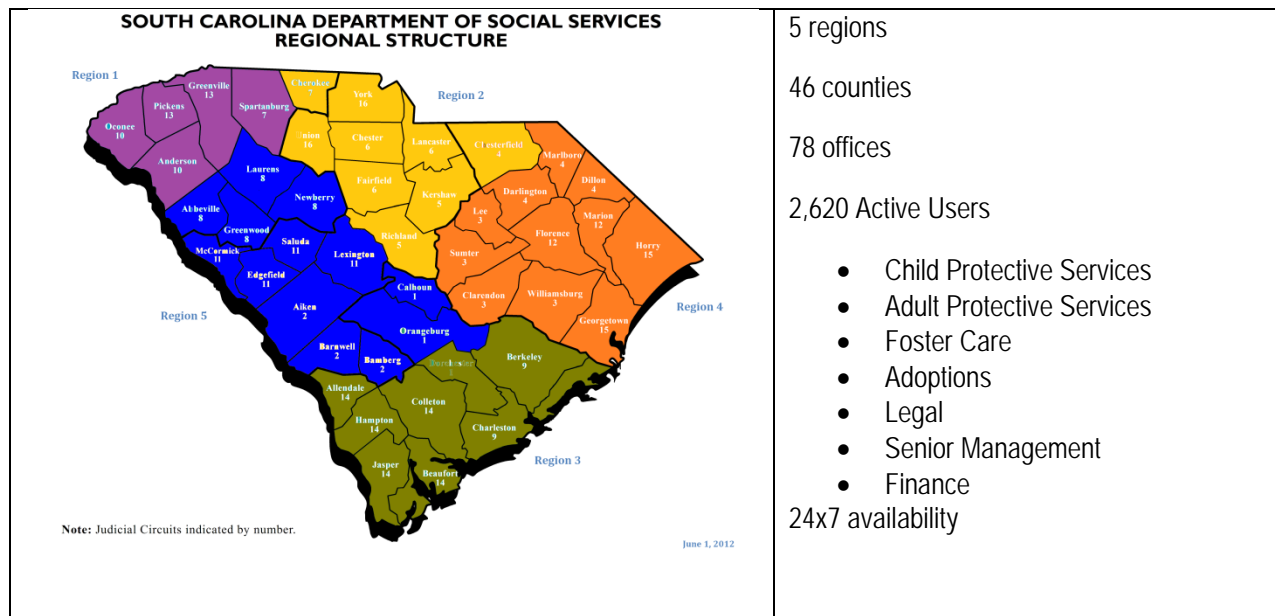 SOUTH CAROLINA DEPARTMENT OF SOCIAL SERVICES
REGIONAL STRUCTURE
Region 1
Greenville
13
Cherokee
7
Pickens
13
Spartanburg
7
York
16
Region 2
Oconee
10
Union
16
Chester
6
Lancaster
6
Chesterfield
4
Marlboro
4
Anderson
10
Laurens
8
Dillon
4
Fairfield
6
Kershaw
5
Darlington
4
Newberry
8
Abbeville
8
Lee
3
Marion
12
Greenwood
8
Saluda
11
Richland
5
Florence
12
Horry
15
McCormick
11
Lexington
11
Sumter
3
Edgefield
11
Calhoun
1
Clarendon
3
Williamsburg
3
Region 4
Region 5
Aiken
2
Orangeburg
1
Georgetown
15
Barnwell
2
Bamberg
2
Dorchester
1
Berkeley
9
Allendale
14
Colleton
14
Hampton
14
Charleston
9
Region 3
Jasper
14
Beaufort
14
Note: Judicial Circuits indicated by number.
June 1, 2012
5 regions
46 counties
78 offices
2,620 Active Users
• Child Protective Services
• Adult Protective Services
• Foster Care
• Adoptions
• Legal
• Senior Management
• Finance
24x7 availability